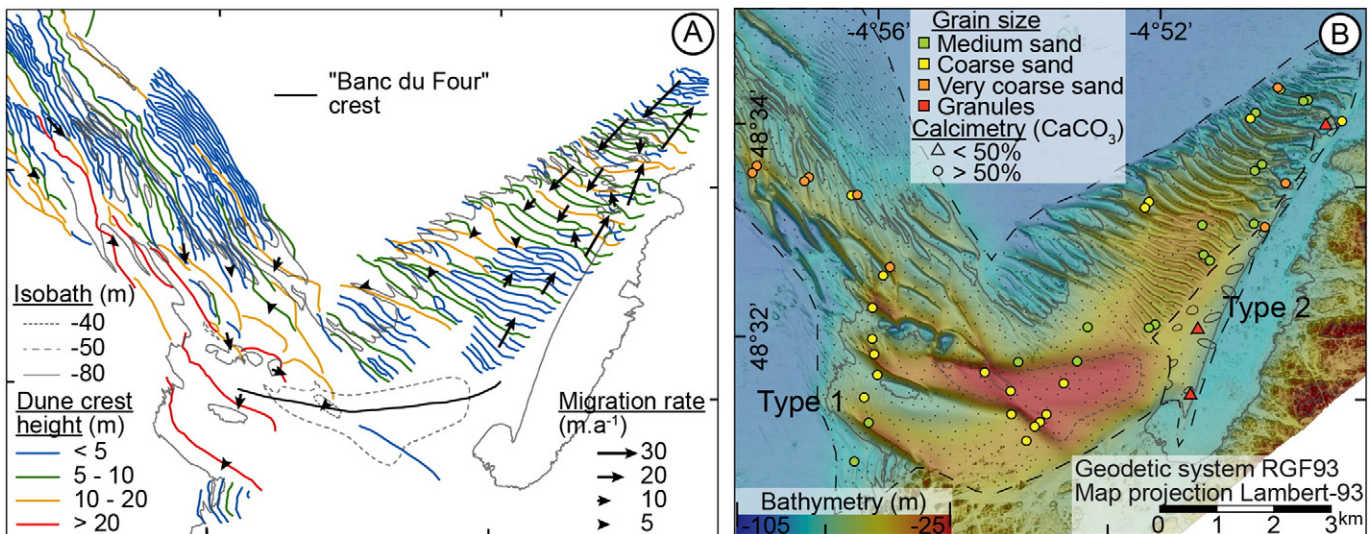 A
"Banc du Four"
crest
Isobath (m)
-40
-50
-80
Dune crest
height (m)
< 5
5 - 10
10 - 20
> 20
Migration rate
(m.a-1)
30
20
10
5
B
-4°56'
-4°52'
48°34'
48°32'
Grain size
Medium sand
Coarse sand
Very coarse sand
Granules
Calcimetry (CaCO3)
< 50%
> 50%
Type 1
Type 2
Bathymetry (m)
-105
-25
Geodetic system RGF93
Map projection Lambert-93
0 1 2 3 km